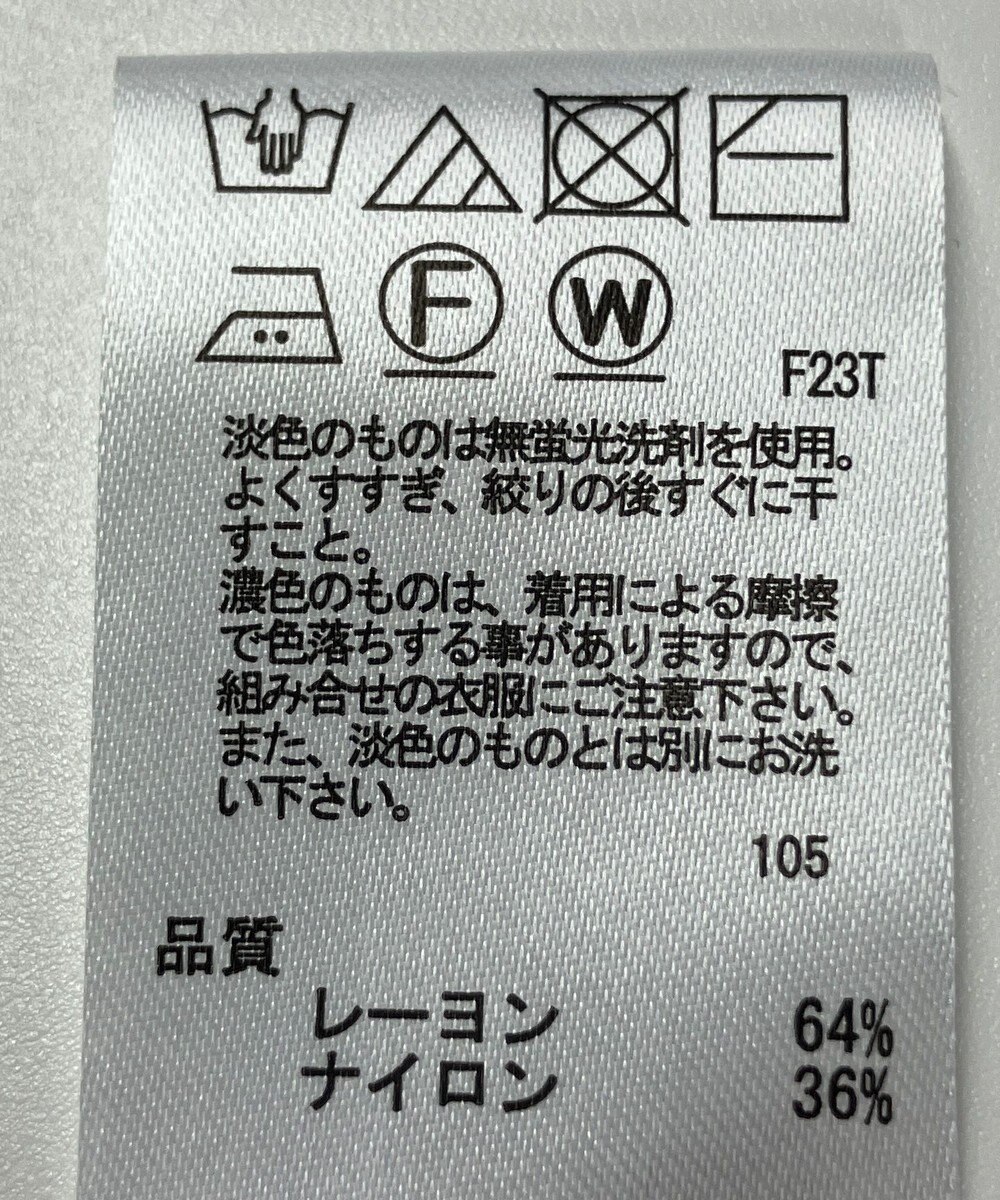 F
W
F23T
淡色のものは無蛍光洗剤を使用。
よくすすぎ、絞りの後すぐに干
すこと。
濃色のものは、着用による摩擦
で色落ちする事がありますので、
組み合せの衣服にご注意下さい。
また、淡色のものとは別にお洗
い下さい。
105
品質
レーヨン 64%
ナイロン 36%